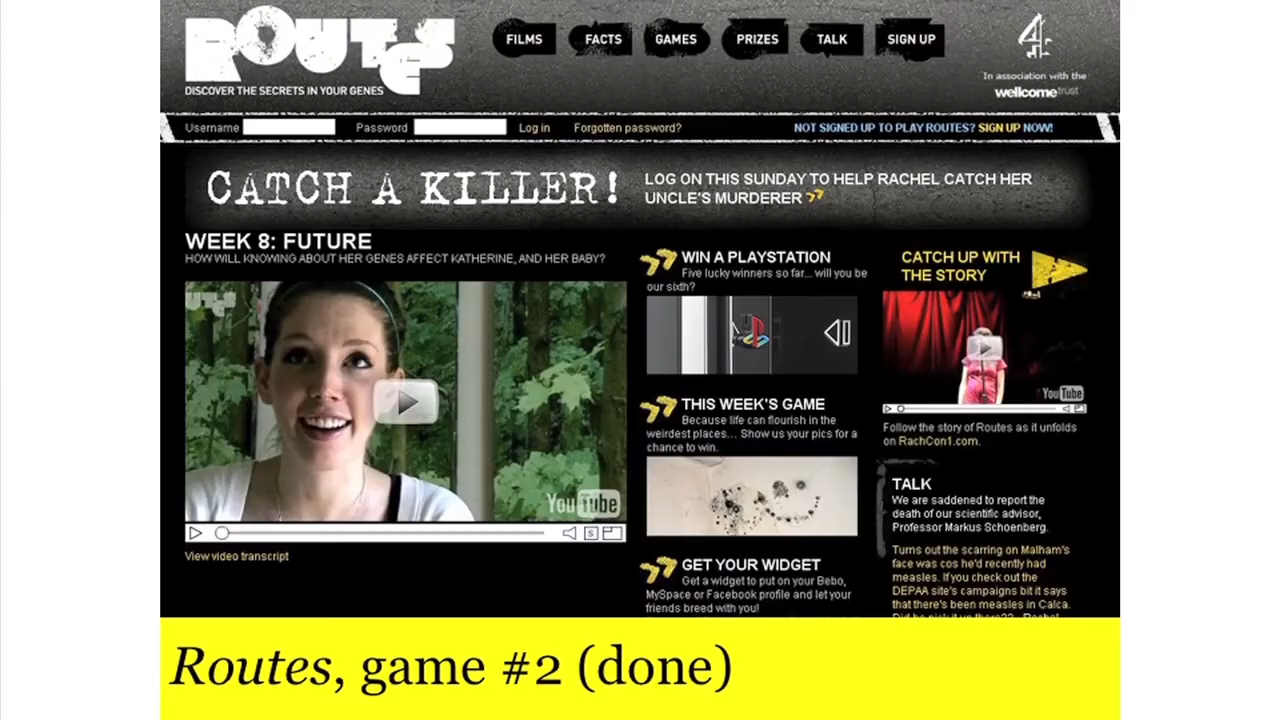 ROUTES
DISCOVER THE SECRETS IN YOUR GENES
FILMS
FACTS
GAMES
PRIZES
TALK
SIGN UP
4
In association with the
wellcometrust
Username
Password
Log in
Forgotten password?
NOT SIGNED UP TO PLAY ROUTES? SIGN UP NOW!
CATCH A KILLER!
LOG ON THIS SUNDAY TO HELP RACHEL CATCH HER
UNCLE'S MURDERER
WEEK 8: FUTURE
HOW WILL KNOWING ABOUT HER GENES AFFECT KATHERINE, AND HER BABY?
YouTube
View video transcript
WIN A PLAYSTATION
Five lucky winners so far... will you be
our sixth?
THIS WEEK'S GAME
Because life can flourish in the
weirdest places... Show us your pics for a
chance to win.
GET YOUR WIDGET
Get a widget to put on your Bebo,
MySpace or Facebook profile and let your
friends breed with you!
CATCH UP WITH
THE STORY
YouTube
Follow the story of Routes as it unfolds
on RachCon1.com.
TALK
We are saddened to report the
death of our scientific advisor,
Professor Markus Schoenberg.
Turns out the scarring on Malham's
face was cos he'd recently had
measles. If you check out the
DEPAA site's campaigns bit it says
that there's been measles in Calca.
Routes, game #2 (done)